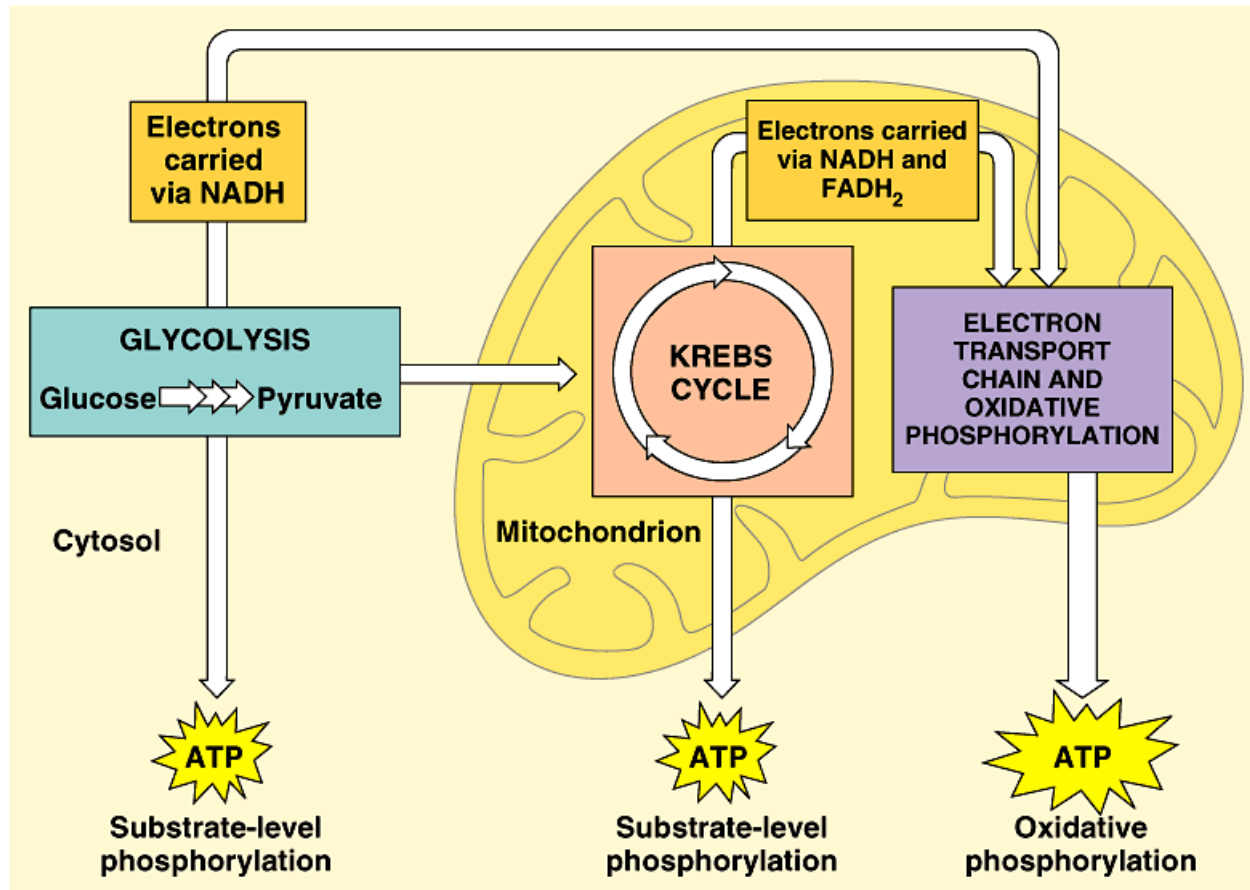 Electrons
carried
via NADH
Electrons carried
via NADH and
FADH₂
GLYCOLYSIS
Glucose Pyruvate
KREBS
CYCLE
ELECTRON
TRANSPORT
CHAIN AND
OXIDATIVE
PHOSPHORYLATION
Cytosol
Mitochondrion
ATP
ATP
ATP
Substrate-level
phosphorylation
Substrate-level
phosphorylation
Oxidative
phosphorylation